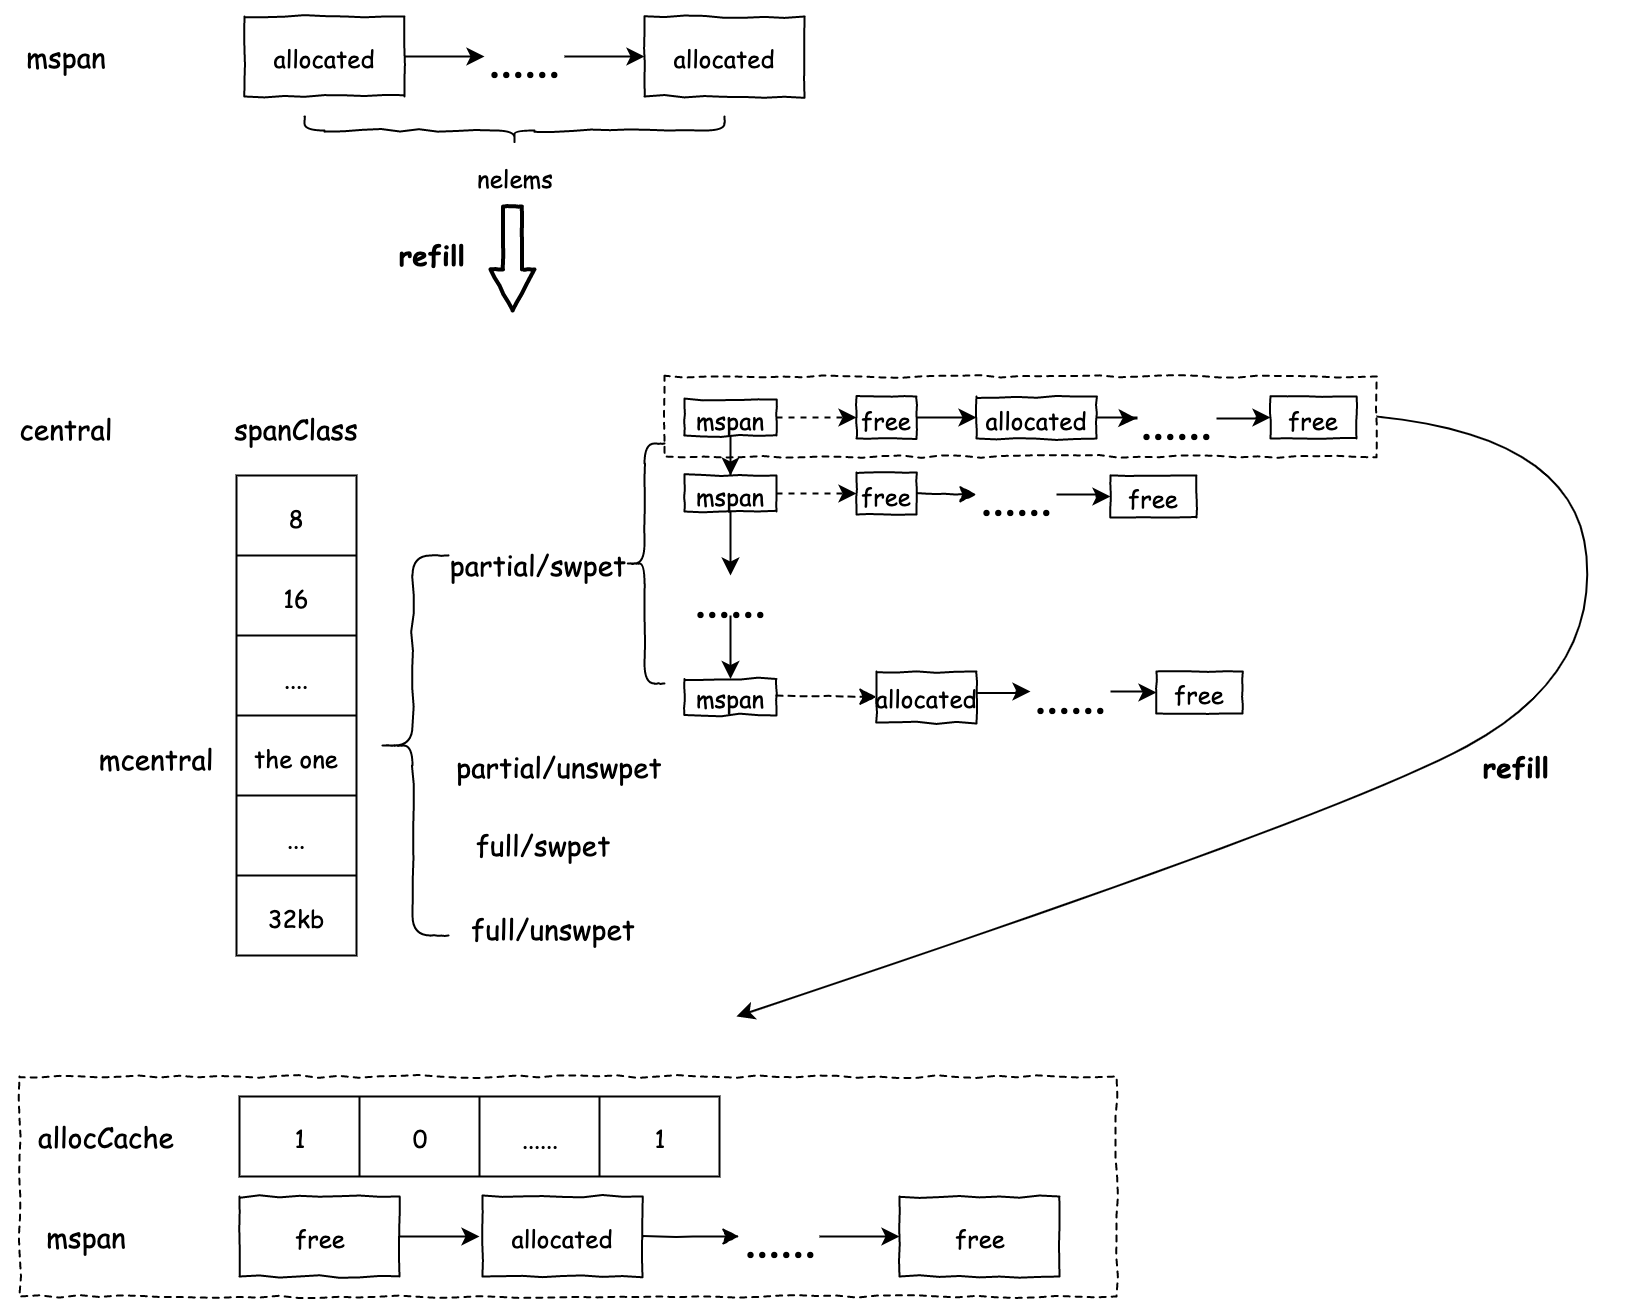 mspan
allocated
......
allocated
nelems
refill
central
spanClass
8
16
....
mcentral
the one
...
32kb
partial/swpet
partial/unswpet
full/swpet
full/unswpet
mspan
free
allocated
......
free
mspan
free
......
free
......
mspan
allocated
......
free
refill
allocCache
1
0
......
1
mspan
free
allocated
......
free